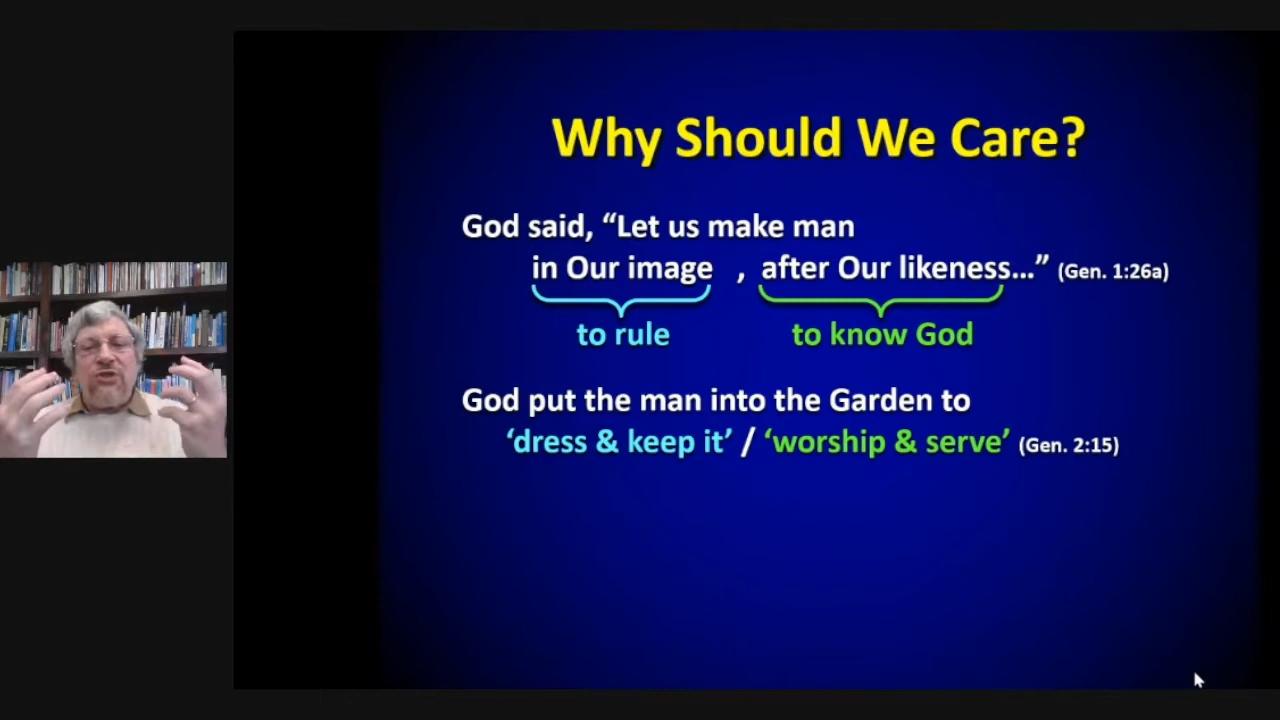 Why Should We Care?
God said, “Let us make man
in Our image , after Our likeness...” (Gen. 1:26a)
to rule to know God
God put the man into the Garden to
‘dress & keep it’ / ‘worship & serve’ (Gen. 2:15)